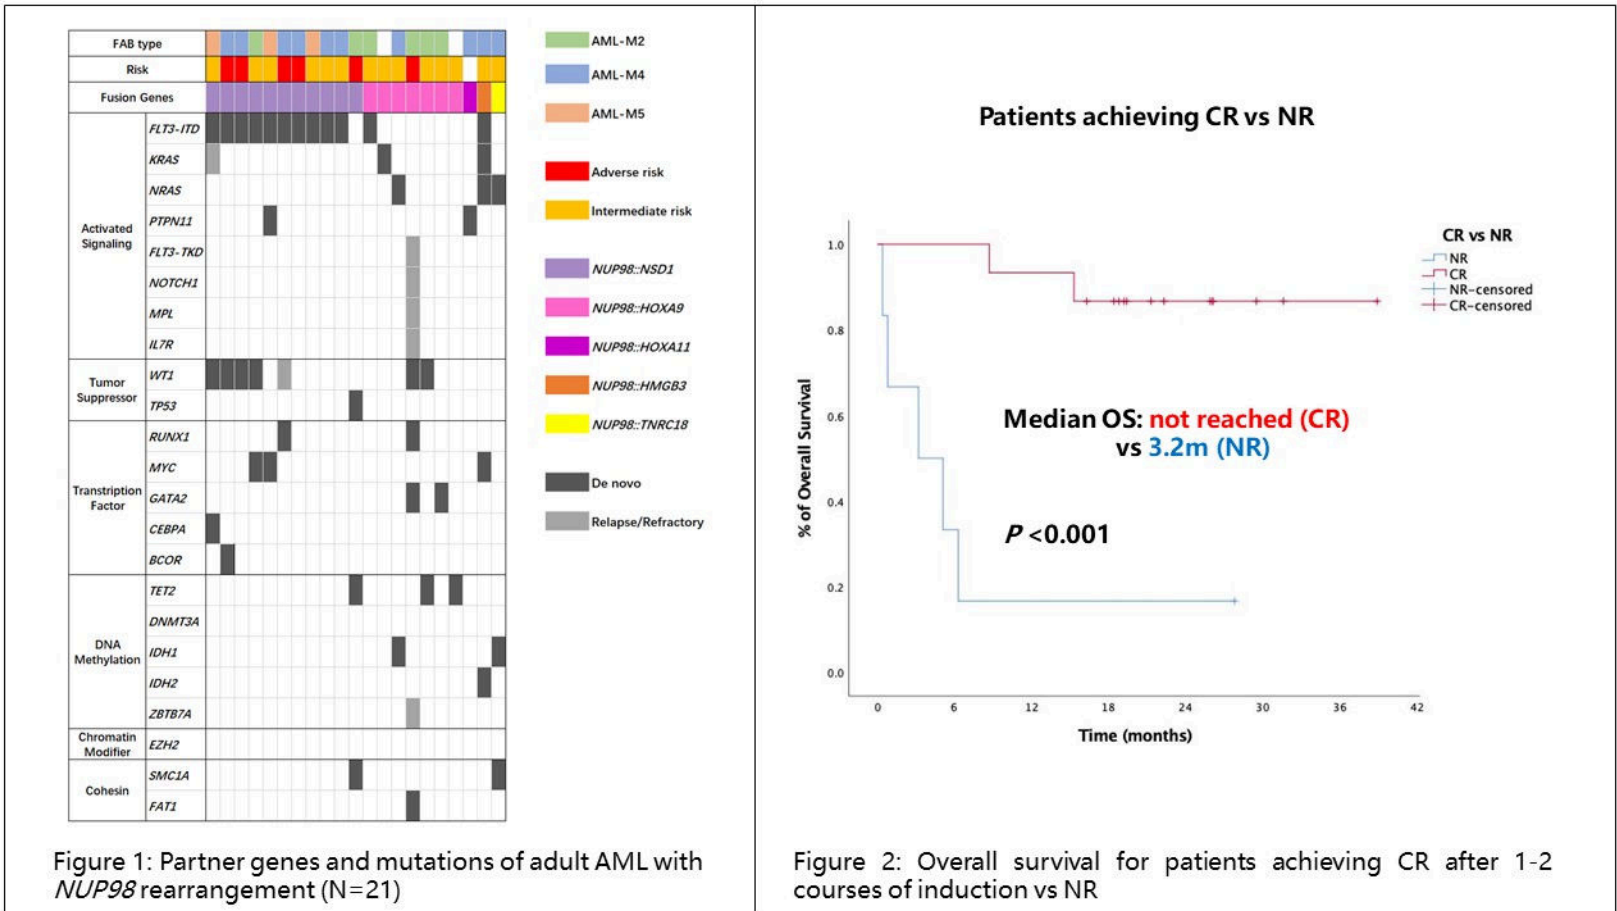 FAB type
Risk
Fusion Genes
Activated
Signaling
FLT3-ITD
KRAS
NRAS
PTPN11
FLT3-TKD
NOTCH1
MPL
IL7R
Tumor
Suppressor
WT1
TP53
Transtription
Factor
RUNX1
MYC
GATA2
CEBPA
BCOR
DNA
Methylation
TET2
DNMT3A
IDH1
IDH2
ZBTB7A
Chromatin
Modifier
EZH2
Cohesin
SMC1A
FAT1
AML-M2
AML-M4
AML-M5
Adverse risk
Intermediate risk
NUP98::NSD1
NUP98::HOXA9
NUP98::HOXA11
NUP98::HMGB3
NUP98::TNRC18
De novo
Relapse/Refractory
Figure 1: Partner genes and mutations of adult AML with
NUP98 rearrangement (N=21)
Patients achieving CR vs NR
CR vs NR
NR
CR
NR-censored
CR-censored
% of Overall Survival
1.0
0.8
0.6
0.4
0.2
0.0
Median OS: not reached (CR)
vs 3.2m (NR)
P <0.001
0 6 12 18 24 30 36 42
Time (months)
Figure 2: Overall survival for patients achieving CR after 1-2
courses of induction vs NR